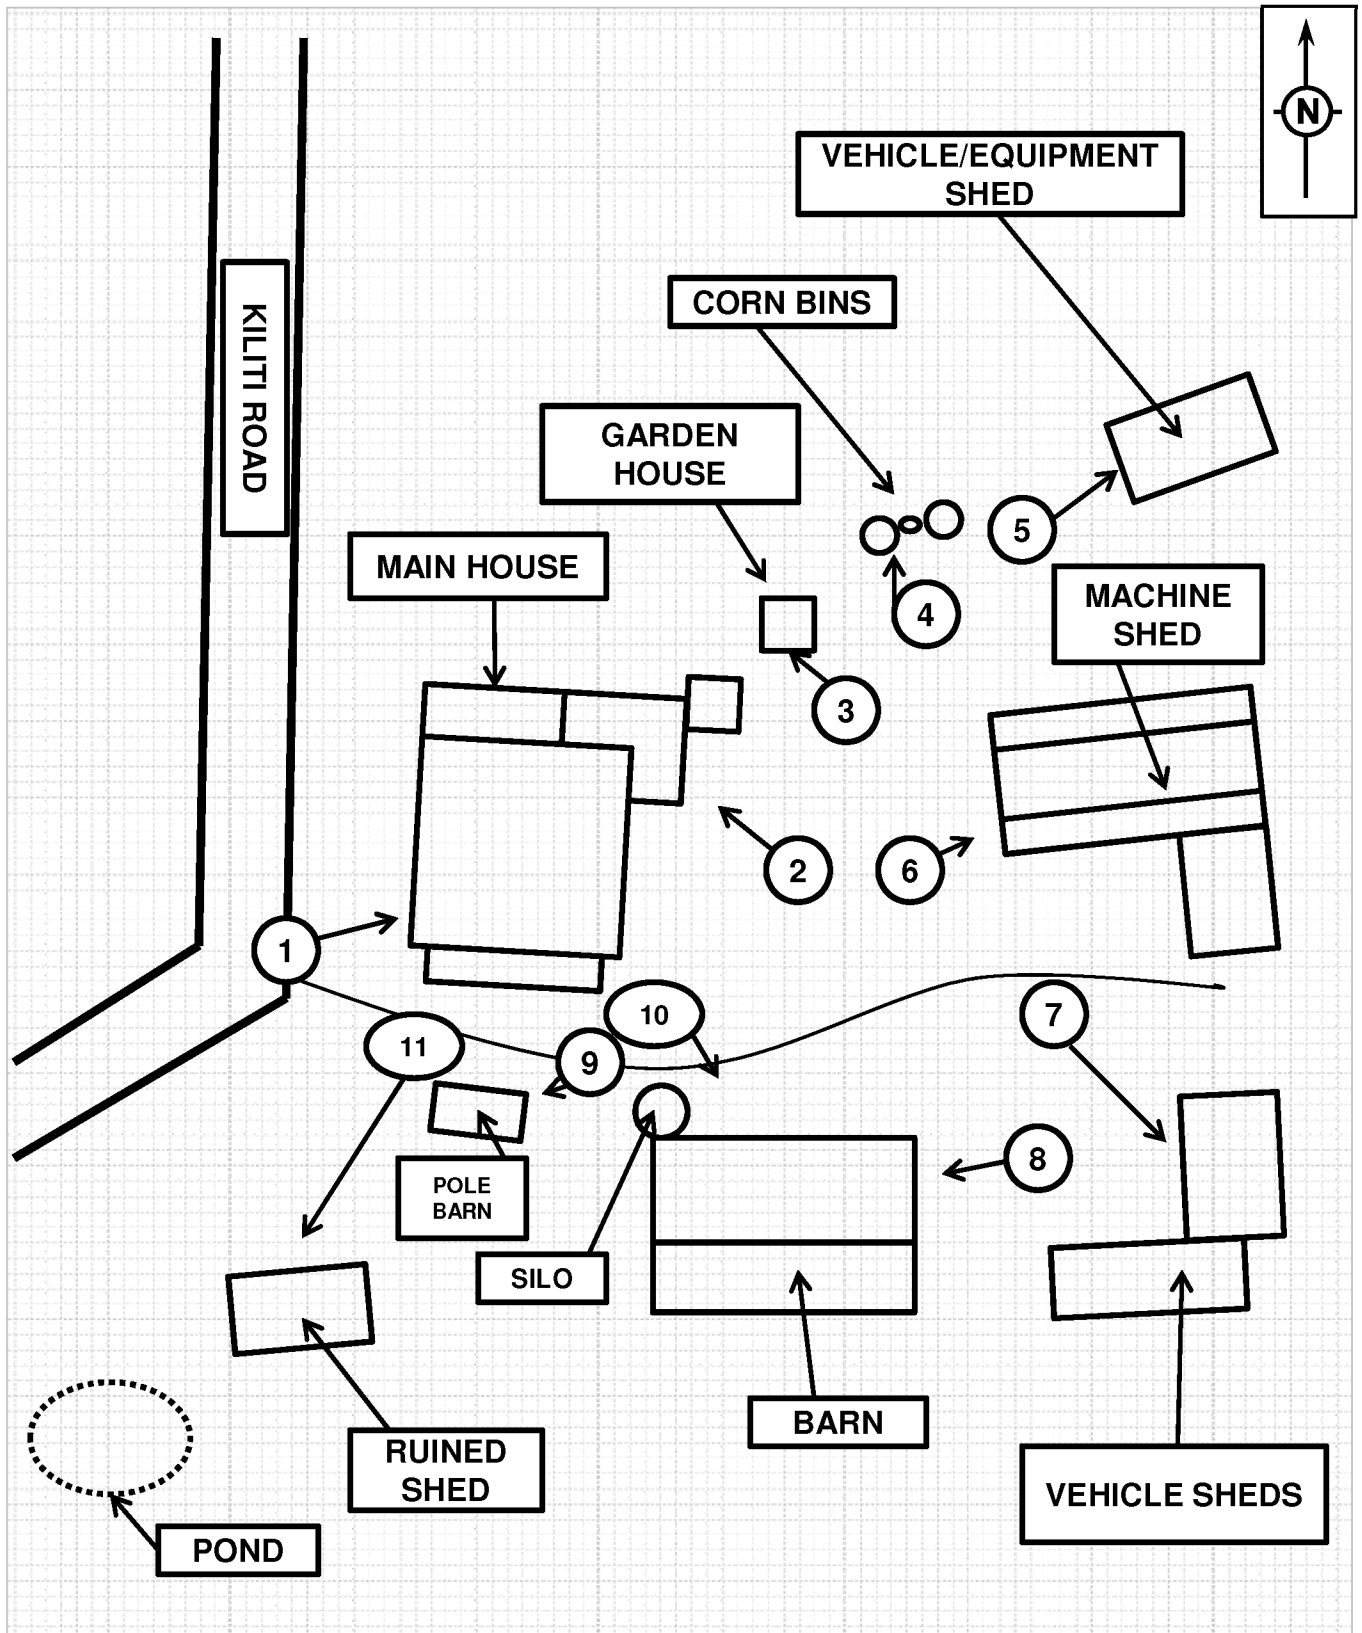 N
VEHICLE/EQUIPMENT
SHED
CORN BINS
KILITI ROAD
GARDEN
HOUSE
5
MAIN HOUSE
MACHINE
SHED
4
3
2
6
1
7
10
11
9
8
POLE
BARN
SILO
BARN
RUINED
SHED
VEHICLE SHEDS
POND